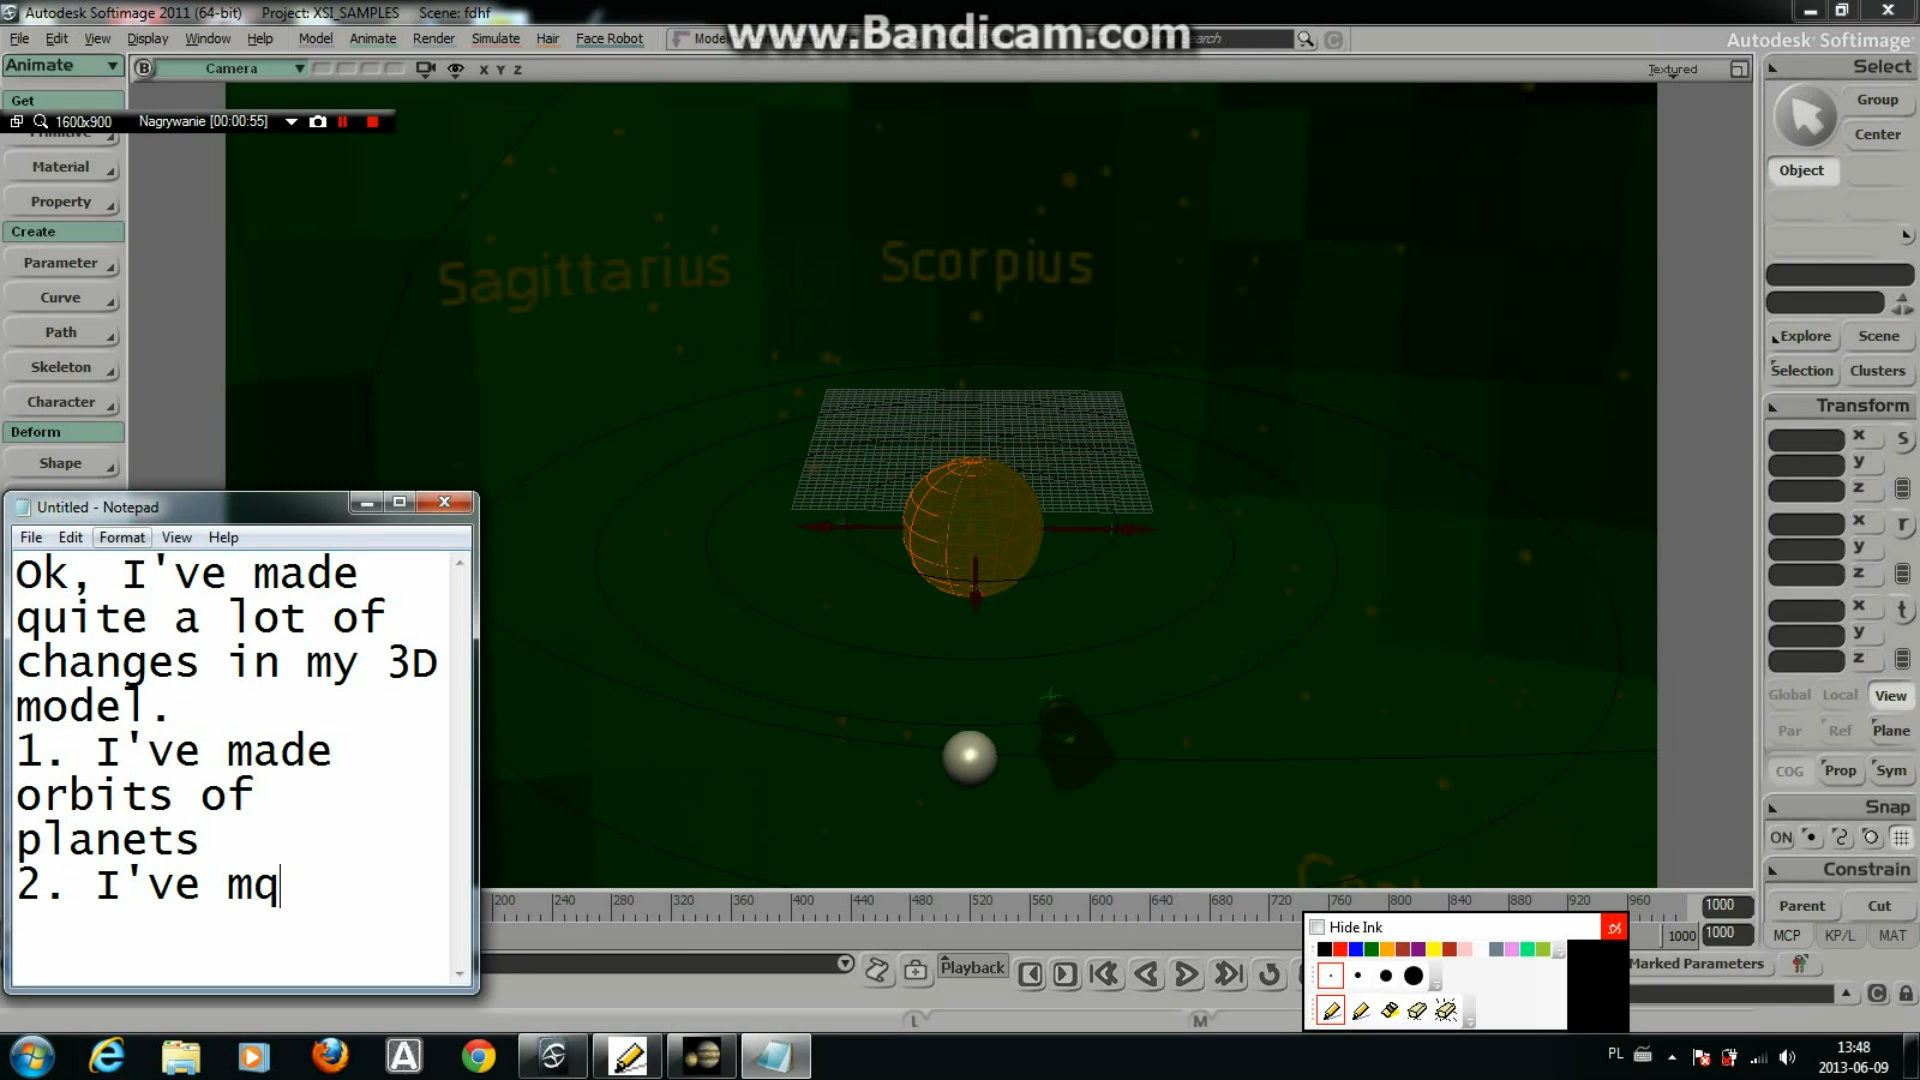 Autodesk Softimage 2011 (64-bit) Project: XSI_SAMPLES Scene: fdhf
www.Bandicam.com
File Edit View Display Window Help Model Animate Render Simulate Hair Face Robot
Autodesk Softimage
Animate
B Camera X Y Z Textured
Get
1600x900 Nagrywanie [00:00:55]
Material
Property
Create
Parameter
Curve
Path
Skeleton
Character
Deform
Shape
Sagittarius
Scorpius
Select
Group
Center
Object
Explore Scene
Selection Clusters
Transform
x s
y
z
x r
y
z
x t
y
z
Global Local View
Par Ref Plane
COG Prop Sym
Snap
ON
Constrain
Parent Cut
MCP KP/L MAT
Untitled - Notepad
File Edit Format View Help
Ok, I've made
quite a lot of
changes in my 3D
model.
1. I've made
orbits of
planets
2. I've mq
200 240 280 320 360 400 440 480 520 560 600 640 680 720 760 800 840 880 920 960
1000
1000 1000
Playback
Hide Ink
Marked Parameters
L M
PL
13:48
2013-06-09